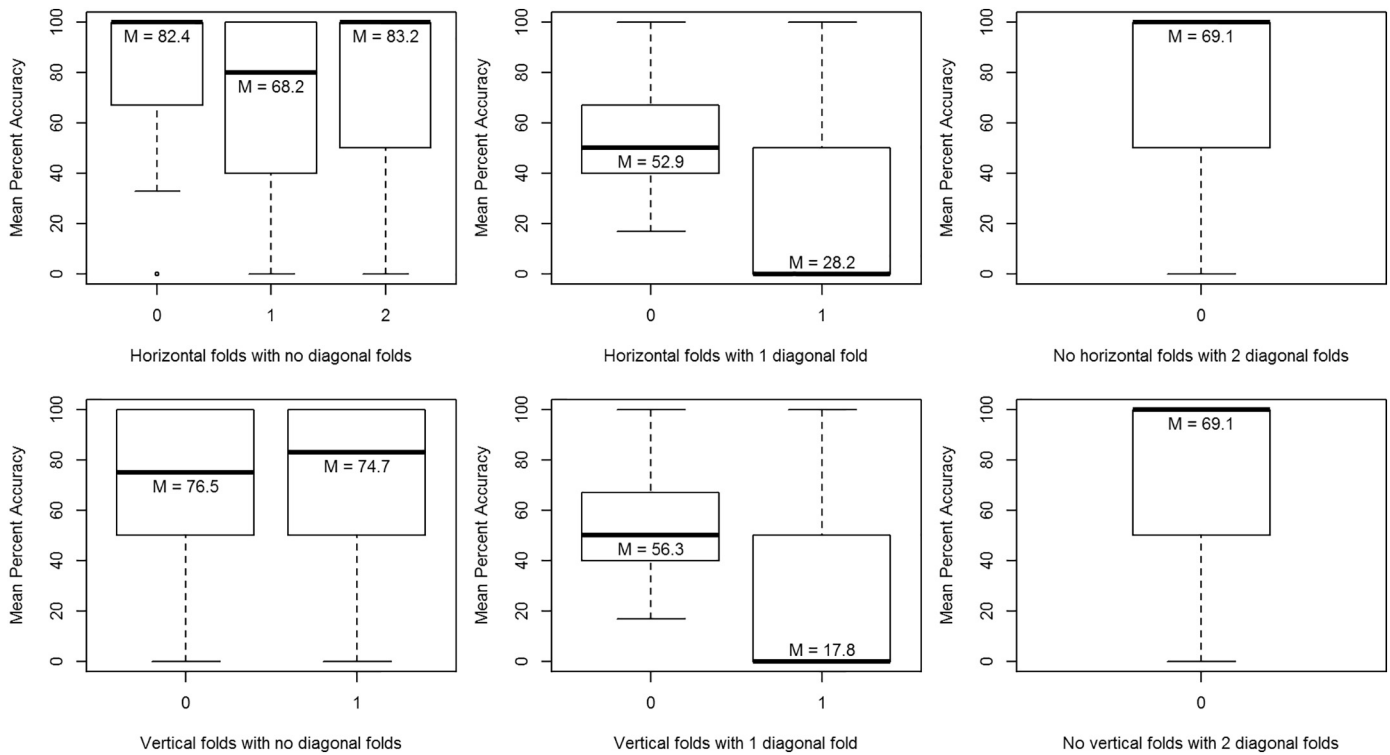 Mean Percent Accuracy
100
80
60
40
20
0
M = 82.4
M = 68.2
M = 83.2
0 1 2
Horizontal folds with no diagonal folds
Mean Percent Accuracy
100
80
60
40
20
0
M = 52.9
M = 28.2
0 1
Horizontal folds with 1 diagonal fold
Mean Percent Accuracy
100
80
60
40
20
0
M = 69.1
0
No horizontal folds with 2 diagonal folds
Mean Percent Accuracy
100
80
60
40
20
0
M = 76.5
M = 74.7
0 1
Vertical folds with no diagonal folds
Mean Percent Accuracy
100
80
60
40
20
0
M = 56.3
M = 17.8
0 1
Vertical folds with 1 diagonal fold
Mean Percent Accuracy
100
80
60
40
20
0
M = 69.1
0
No vertical folds with 2 diagonal folds